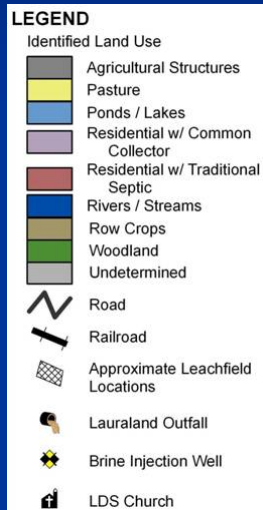 LEGEND
Identified Land Use
Agricultural Structures
Pasture
Ponds / Lakes
Residential w/ Common
Collector
Residential w/ Traditional
Septic
Rivers / Streams
Row Crops
Woodland
Undetermined
Road
Railroad
Approximate Leachfield
Locations
Lauraland Outfall
Brine Injection Well
LDS Church